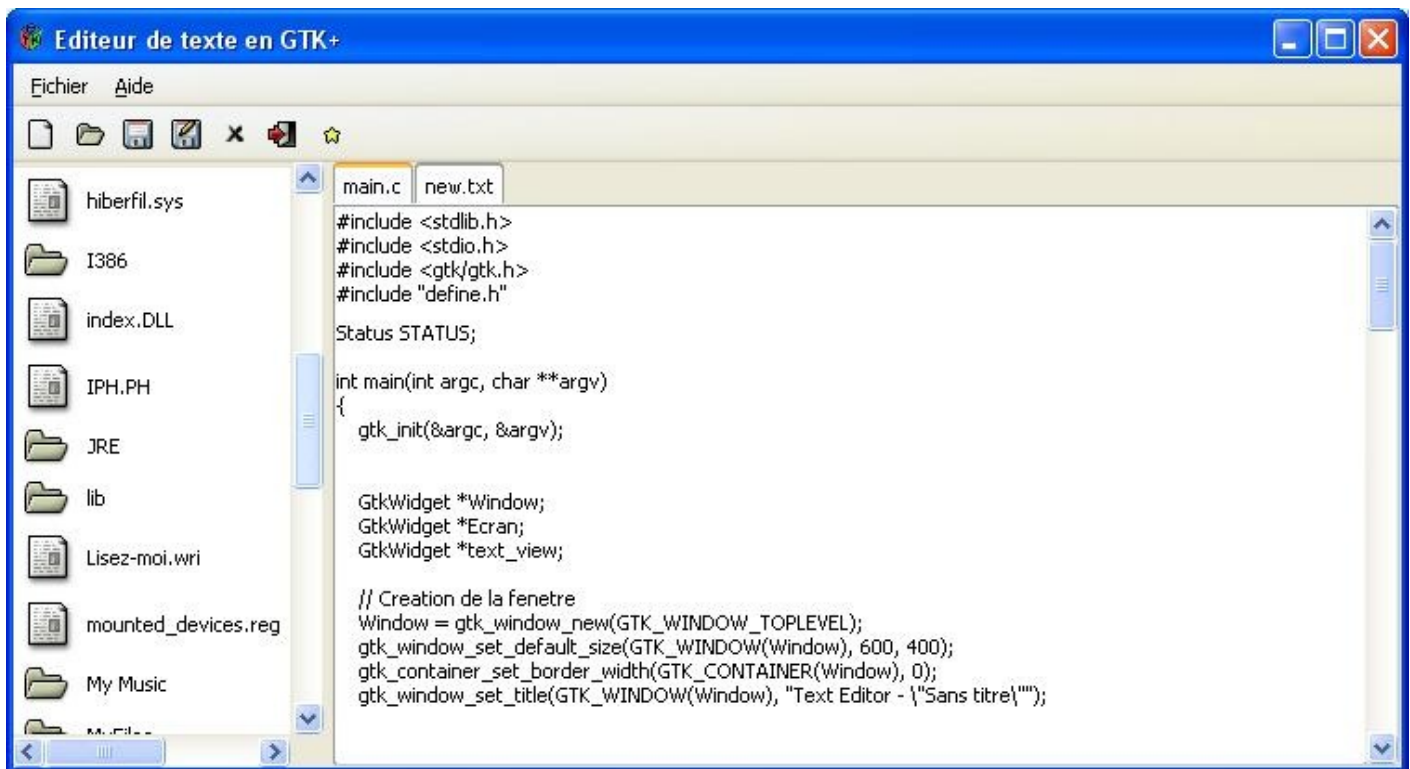 Editeur de texte en GTK+
Fichier Aide
hiberfil.sys
I386
index.DLL
IPH.PH
JRE
lib
Lisez-moi.wri
mounted_devices.reg
My Music
main.c new.txt
#include <stdlib.h>
#include <stdio.h>
#include <gtk/gtk.h>
#include "define.h"
Status STATUS;
int main(int argc, char **argv)
{
gtk_init(&argc, &argv);
GtkWidget *Window;
GtkWidget *Ecran;
GtkWidget *text_view;
// Creation de la fenetre
Window = gtk_window_new(GTK_WINDOW_TOPLEVEL);
gtk_window_set_default_size(GTK_WINDOW(Window), 600, 400);
gtk_container_set_border_width(GTK_CONTAINER(Window), 0);
gtk_window_set_title(GTK_WINDOW(Window), "Text Editor - \"Sans titre\"");